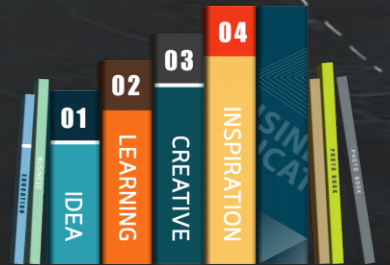 EDUCATION
BUSINESS
01
IDEA
02
LEARNING
03
CREATIVE
04
INSPIRATION
PHOTO BOOK
PHOTO BOOK